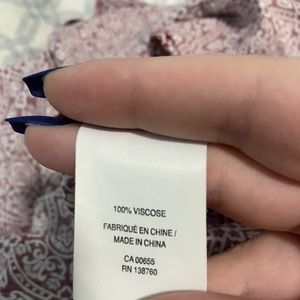 100% VISCOSE
FABRIQUÉ EN CHINE /
MADE IN CHINA
CA 00655
RN 138760